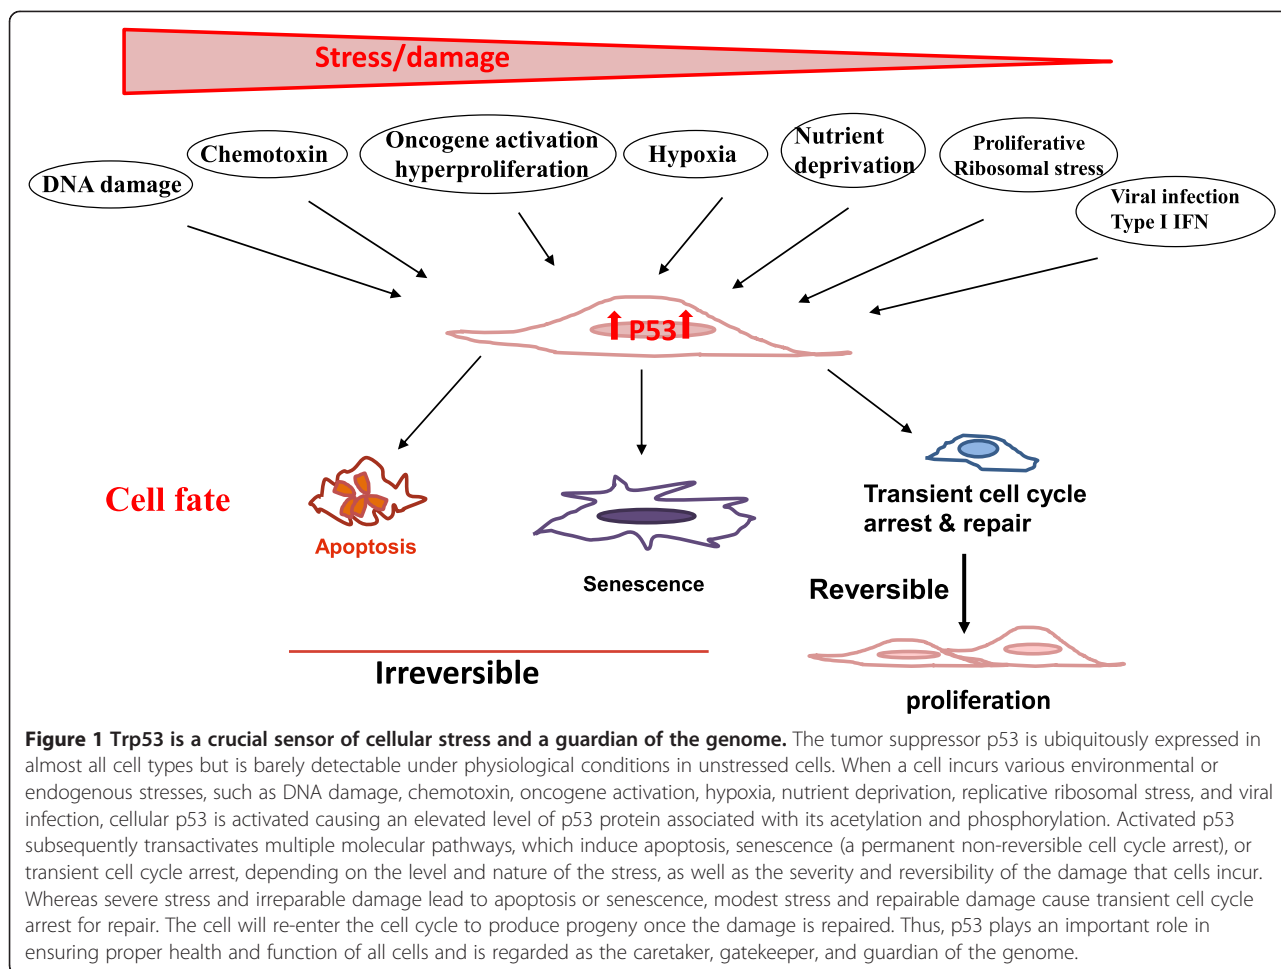 Stress/damage
DNA damage
Chemotoxin
Oncogene activation
hyperproliferation
Hypoxia
Nutrient
deprivation
Proliferative
Ribosomal stress
Viral infection
Type I IFN
P53
Cell fate
Apoptosis
Senescence
Transient cell cycle
arrest & repair
Reversible
Irreversible
proliferation
Figure 1 Trp53 is a crucial sensor of cellular stress and a guardian of the genome. The tumor suppressor p53 is ubiquitously expressed in
almost all cell types but is barely detectable under physiological conditions in unstressed cells. When a cell incurs various environmental or
endogenous stresses, such as DNA damage, chemotoxin, oncogene activation, hypoxia, nutrient deprivation, replicative ribosomal stress, and viral
infection, cellular p53 is activated causing an elevated level of p53 protein associated with its acetylation and phosphorylation. Activated p53
subsequently transactivates multiple molecular pathways, which induce apoptosis, senescence (a permanent non-reversible cell cycle arrest), or
transient cell cycle arrest, depending on the level and nature of the stress, as well as the severity and reversibility of the damage that cells incur.
Whereas severe stress and irreparable damage lead to apoptosis or senescence, modest stress and repairable damage cause transient cell cycle
arrest for repair. The cell will re-enter the cell cycle to produce progeny once the damage is repaired. Thus, p53 plays an important role in
ensuring proper health and function of all cells and is regarded as the caretaker, gatekeeper, and guardian of the genome.